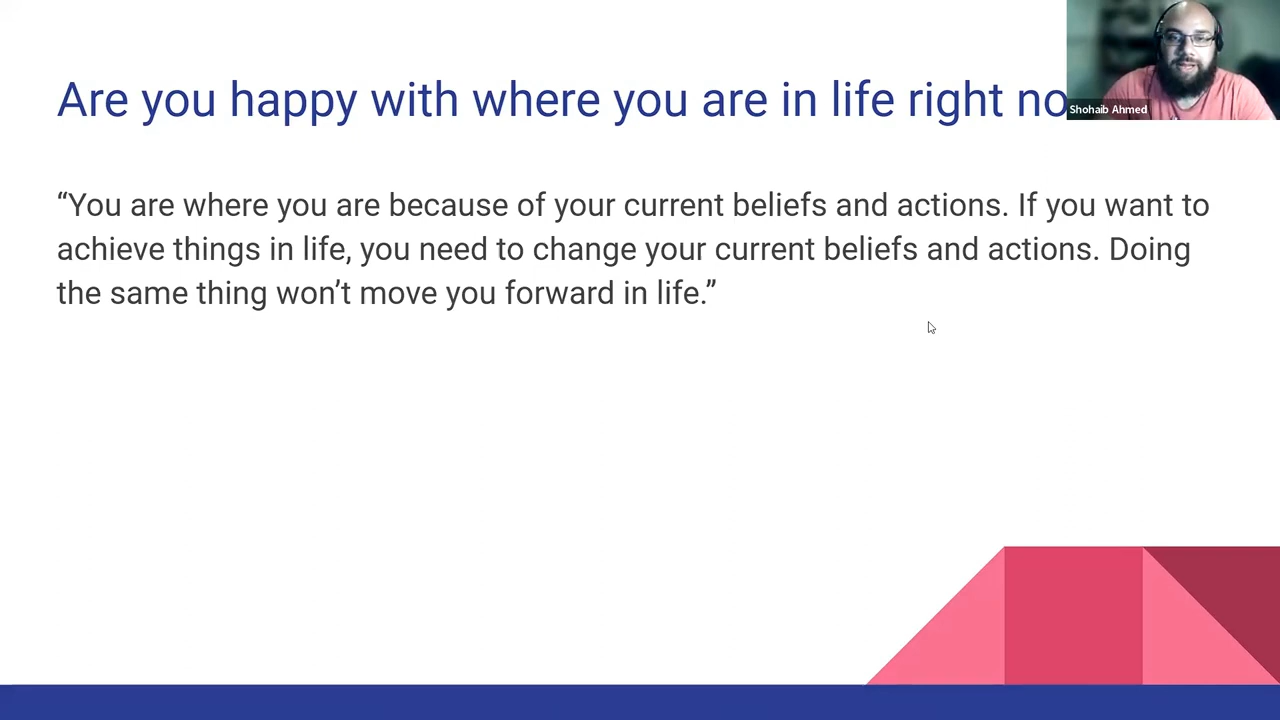 Are you happy with where you are in life right no
Shohaib Ahmed
“You are where you are because of your current beliefs and actions. If you want to
achieve things in life, you need to change your current beliefs and actions. Doing
the same thing won’t move you forward in life.”